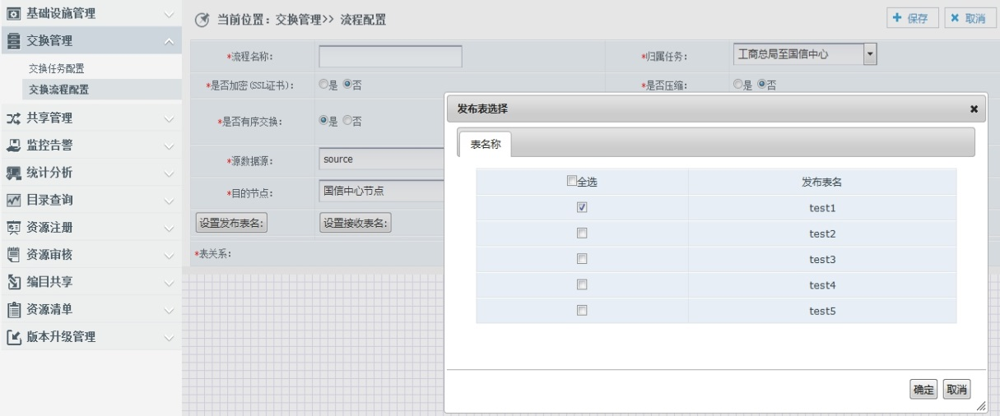 基础设施管理
交换管理
交换任务配置
交换流程配置
共享管理
监控告警
统计分析
目录查询
资源注册
资源审核
编目共享
资源清单
版本升级管理
当前位置：交换管理>> 流程配置
保存 取消
*流程名称:
*归属任务: 工商总局至国信中心
*是否加密(SSL证书): 是 否
*是否压缩: 是 否
*是否有序交换: 是 否
*源数据源: source
*目的节点: 国信中心节点
设置发布表名: 设置接收表名:
*表关系:
发布表选择
表名称
全选 发布表名
test1
test2
test3
test4
test5
确定 取消